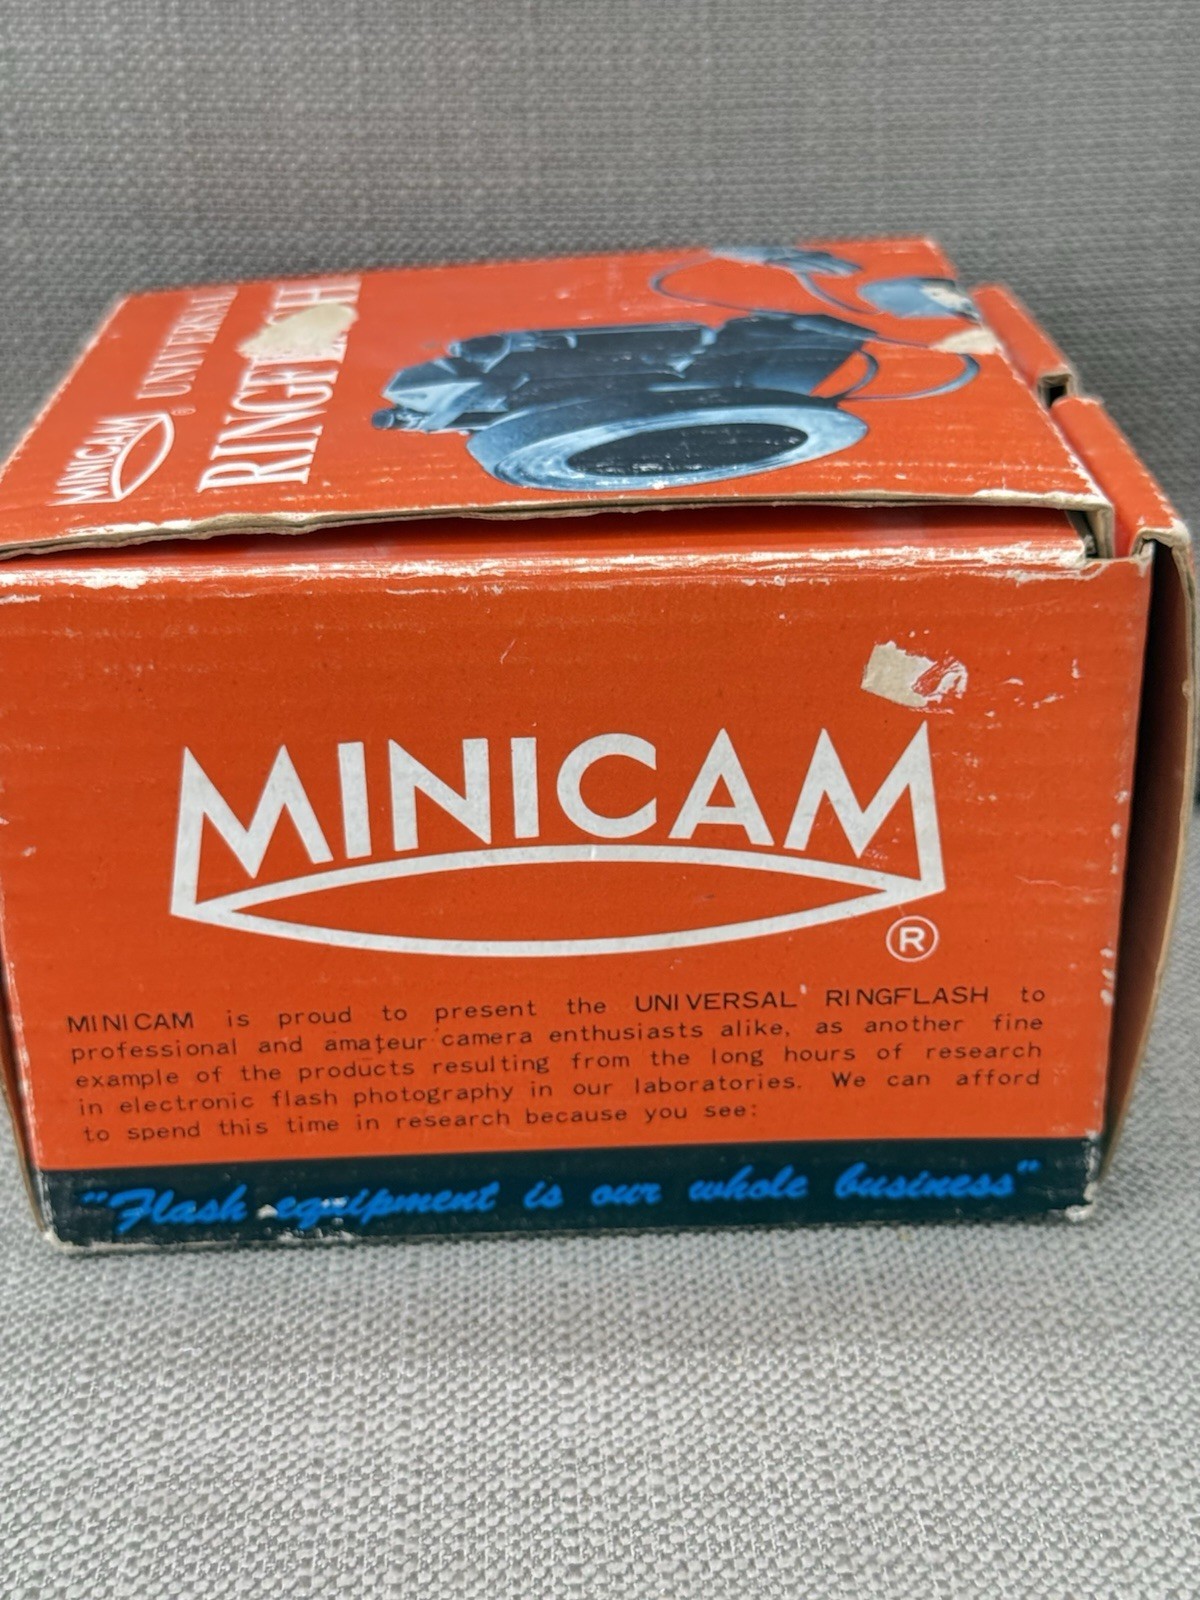 MINICAM ® UNIVERSAL
MINICAM
®
MINICAM is proud to present the UNIVERSAL RINGFLASH to
professional and amateur camera enthusiasts alike, as another fine
example of the products resulting from the long hours of research
in electronic flash photography in our laboratories. We can afford
to spend this time in research because you see:
"Flash equipment is our whole business"